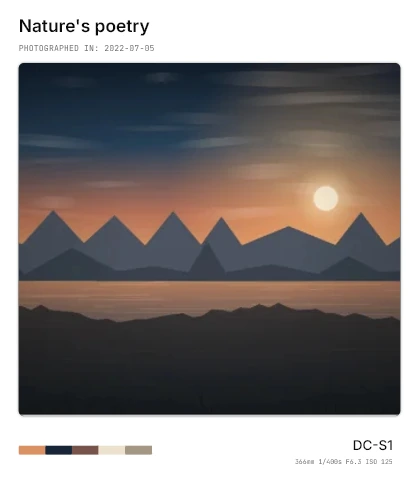 Nature's poetry
PHOTOGRAPHED IN: 2022-07-05
DC-S1
366mm 1/400s F6.3 ISO 125